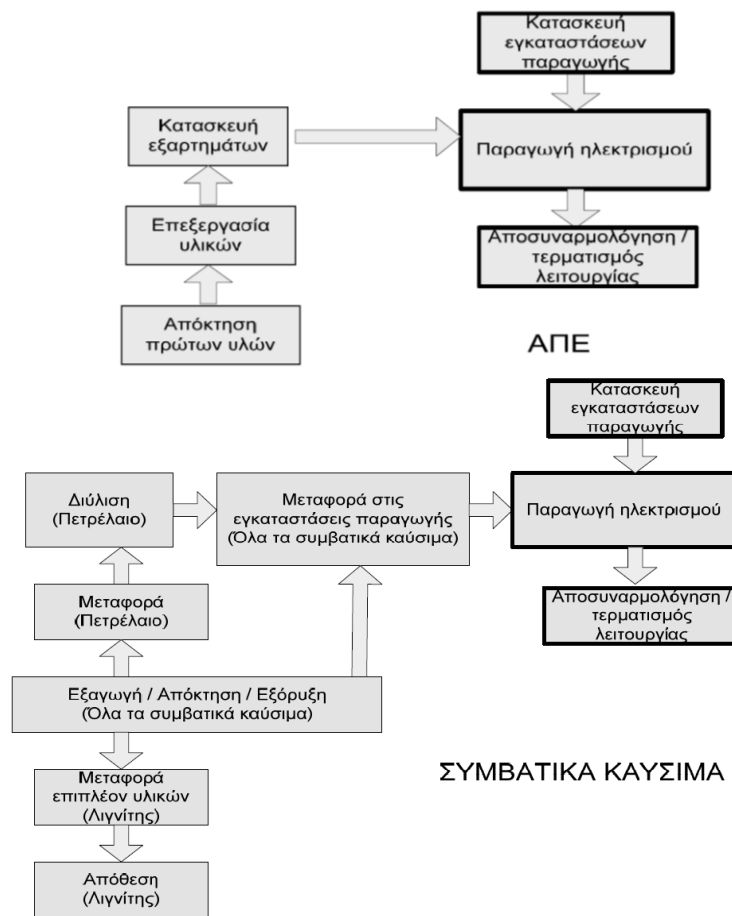 Κατασκευή
εγκαταστάσεων
παραγωγής
Κατασκευή
εξαρτημάτων
Παραγωγή ηλεκτρισμού
Επεξεργασία
υλικών
Αποσυναρμολόγηση /
τερματισμός
λειτουργίας
Απόκτηση
πρώτων υλών
ΑΠΕ
Κατασκευή
εγκαταστάσεων
παραγωγής
Διύλιση
(Πετρέλαιο)
Μεταφορά στις
εγκαταστάσεις παραγωγής
(Όλα τα συμβατικά καύσιμα)
Παραγωγή ηλεκτρισμού
Μεταφορά
(Πετρέλαιο)
Αποσυναρμολόγηση /
τερματισμός
λειτουργίας
Εξαγωγή / Απόκτηση / Εξόρυξη
(Όλα τα συμβατικά καύσιμα)
Μεταφορά
επιπλέον υλικών
(Λιγνίτης)
ΣΥΜΒΑΤΙΚΑ ΚΑΥΣΙΜΑ
Απόθεση
(Λιγνίτης)